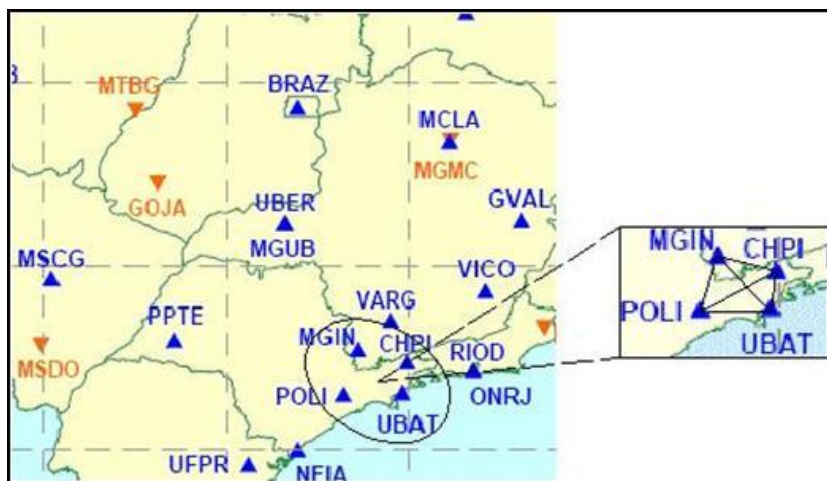 MTBG
BRAZ
MCLA
MGMC
GOJA
UBER
MGUB
GVAL
MSCG
VICO
PPTE
VARG
MGIN
CHPI
MSDO
RIOD
POLI
ONRJ
UBAT
UFPR
NEIA
MGIN
CHPI
POLI
UBAT